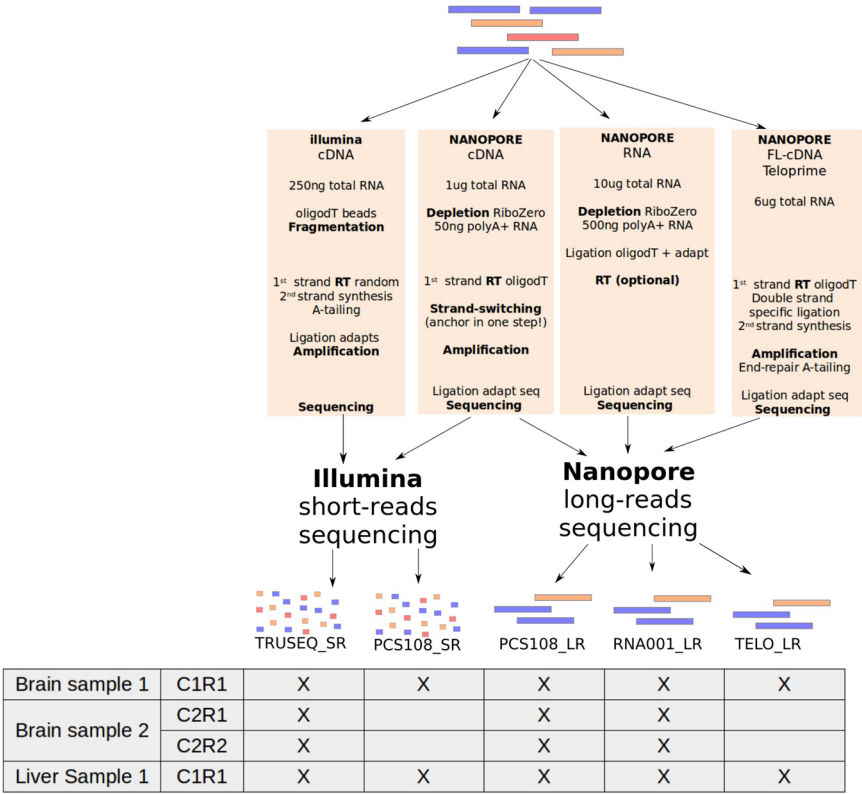 illumina
cDNA
250ng total RNA
oligodT beads
Fragmentation
1st strand RT random
2nd strand synthesis
A-tailing
Ligation adapts
Amplification
Sequencing
NANOPORE
cDNA
1ug total RNA
Depletion RiboZero
50ng polyA+ RNA
1st strand RT oligodT
Strand-switching
(anchor in one step!)
Amplification
Ligation adapt seq
Sequencing
NANOPORE
RNA
10ug total RNA
Depletion RiboZero
500ng polyA+ RNA
Ligation oligodT + adapt
RT (optional)
Ligation adapt seq
Sequencing
NANOPORE
FL-cDNA
Teloprime
6ug total RNA
1st strand RT oligodT
Double strand
specific ligation
2nd strand synthesis
Amplification
End-repair A-tailing
Ligation adapt seq
Sequencing
Illumina
short-reads
sequencing
Nanopore
long-reads
sequencing
TRUSEQ_SR PCS108_SR PCS108_LR RNA001_LR TELO_LR
Brain sample 1 C1R1 X X X X X
Brain sample 2 C2R1 X X X
C2R2 X X X
Liver Sample 1 C1R1 X X X X X